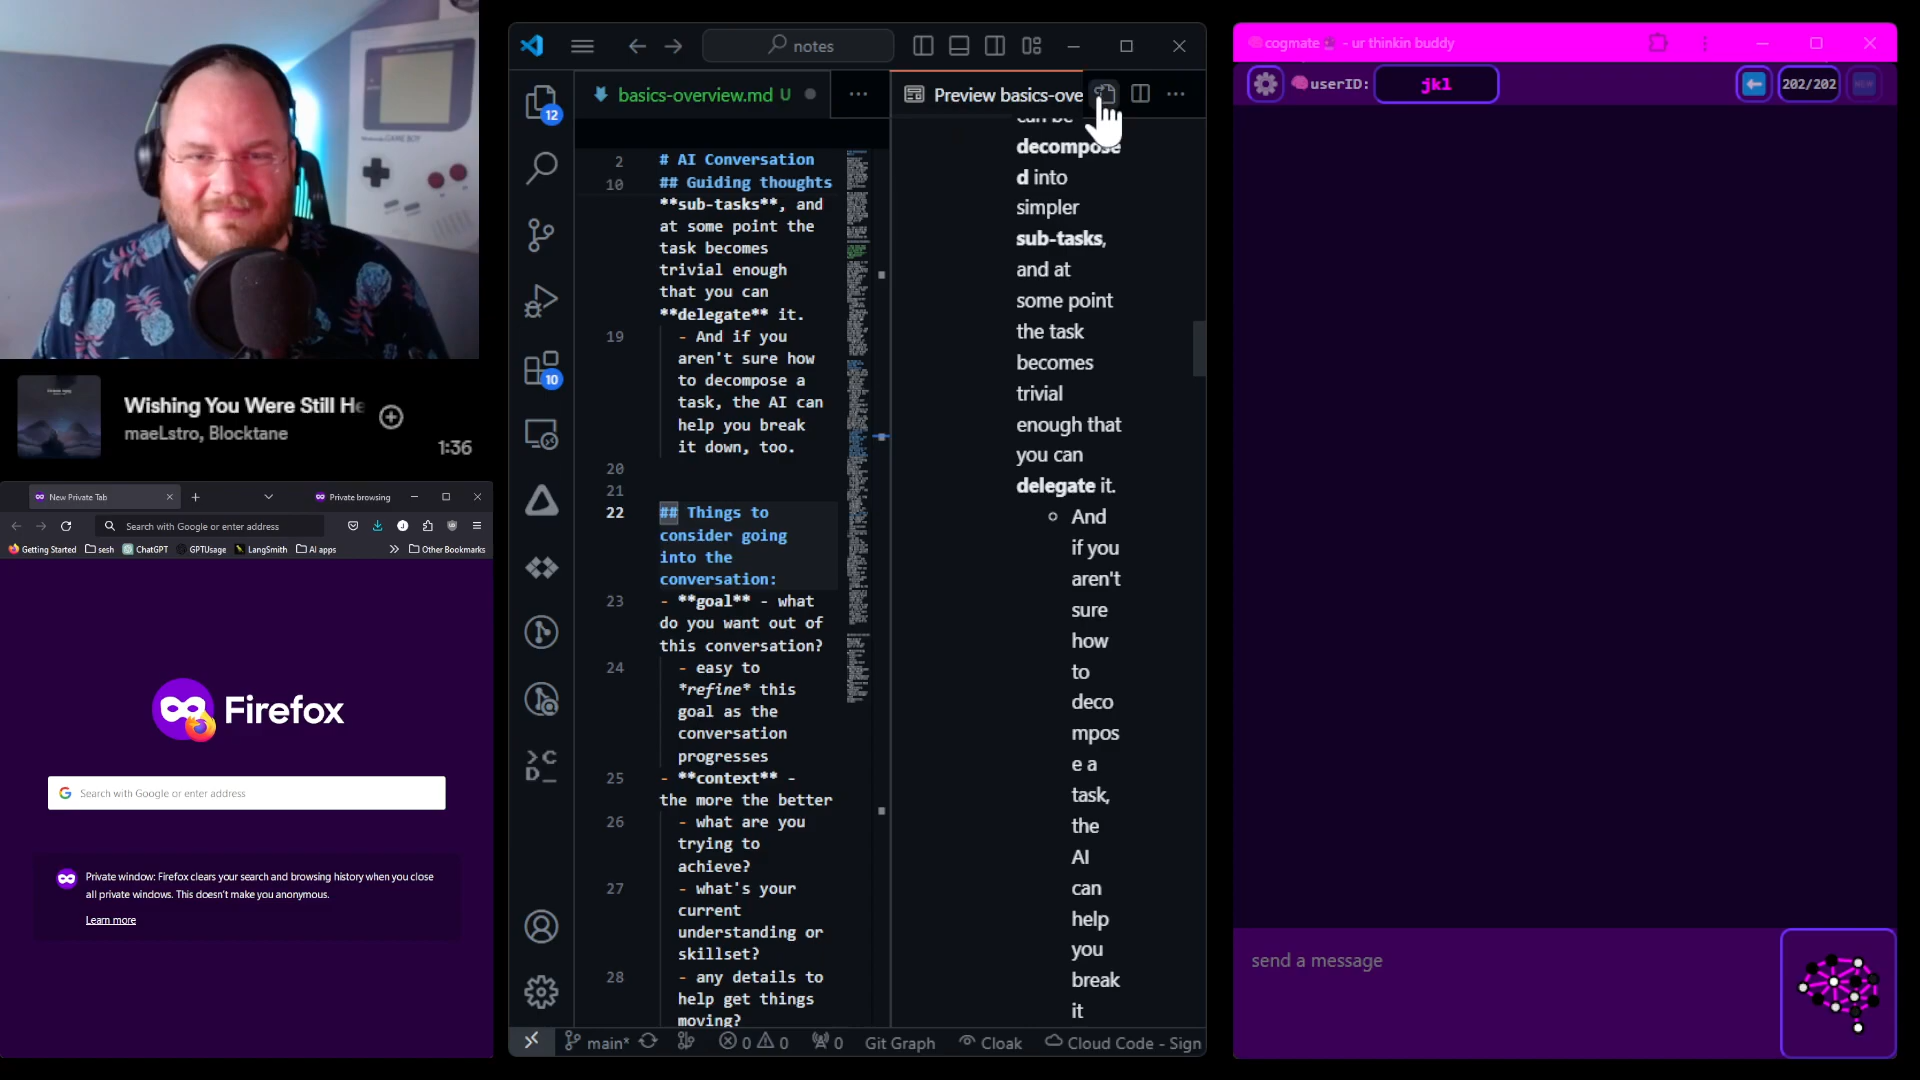 NINTENDO GAME BOY
Wishing You Were Still He
maeLstro, Blocktane
1:36
New Private Tab
Private browsing
Search with Google or enter address
Getting Started
sesh
ChatGPT
GPTUsage
LangSmith
AI apps
Other Bookmarks
Firefox
Search with Google or enter address
Private window: Firefox clears your search and browsing history when you close
all private windows. This doesn't make you anonymous.
Learn more
notes
12
10
C
D_
basics-overview.md U
2 # AI Conversation
10 ## Guiding thoughts
**sub-tasks**, and
at some point the
task becomes
trivial enough
that you can
**delegate** it.
19 - And if you
aren't sure how
to decompose a
task, the AI can
help you break
it down, too.
20
21
22 ## Things to
consider going
into the
conversation:
23 - **goal** - what
do you want out of
this conversation?
24 - easy to
*refine* this
goal as the
conversation
progresses
25 - **context** -
the more the better
26 - what are you
trying to
achieve?
27 - what's your
current
understanding or
skillset?
28 - any details to
help get things
moving?
Preview basics-ove
can be
decompose
d into
simpler
sub-tasks,
and at
some point
the task
becomes
trivial
enough that
you can
delegate it.
And
if you
aren't
sure
how
to
deco
mpos
e a
task,
the
AI
can
help
you
break
it
main*
0
0
0
Git Graph
Cloak
Cloud Code - Sign
cogmate - ur thinkin buddy
userID:
jkl
202/202
NEW
send a message